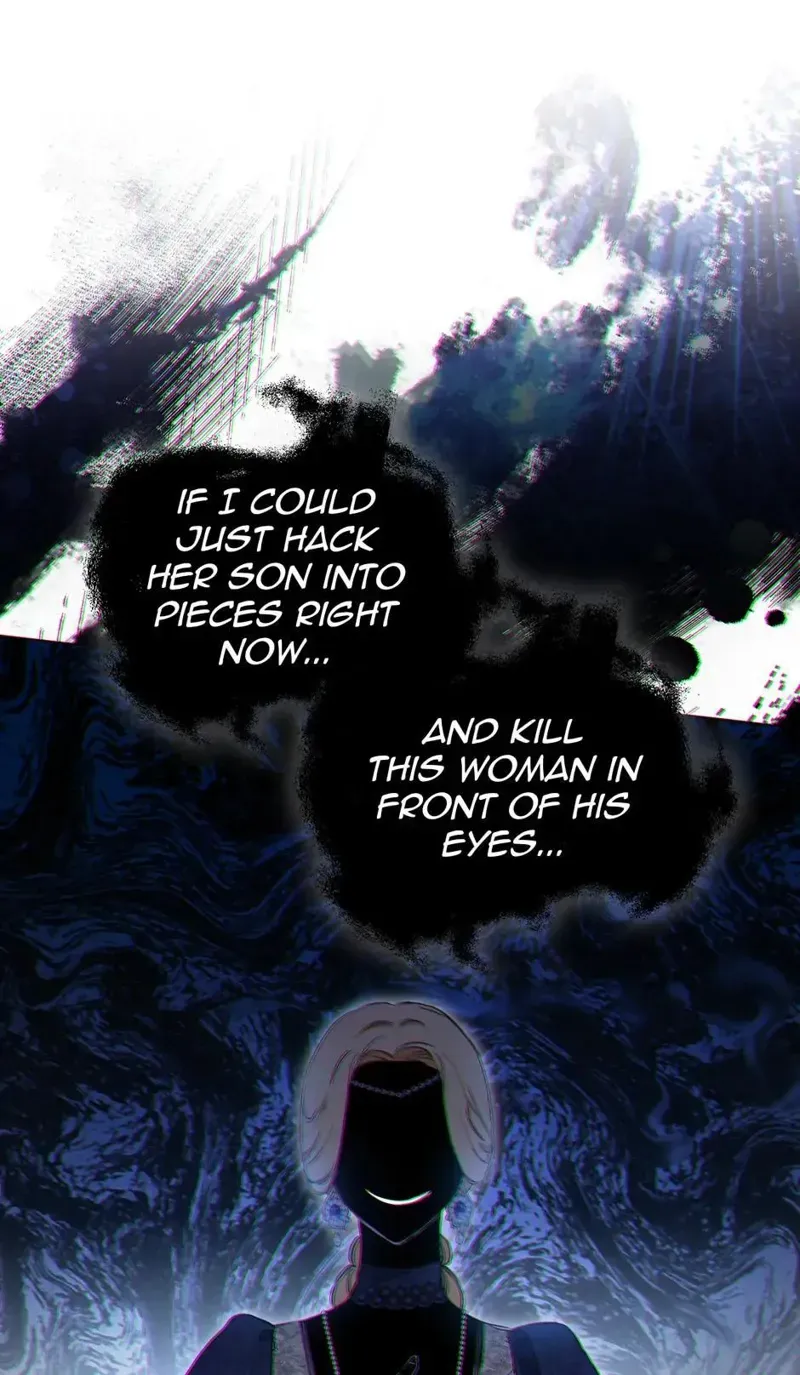 IF I COULD
JUST HACK
HER SON INTO
PIECES RIGHT
NOW...
AND KILL
THIS WOMAN IN
FRONT OF HIS
EYES...